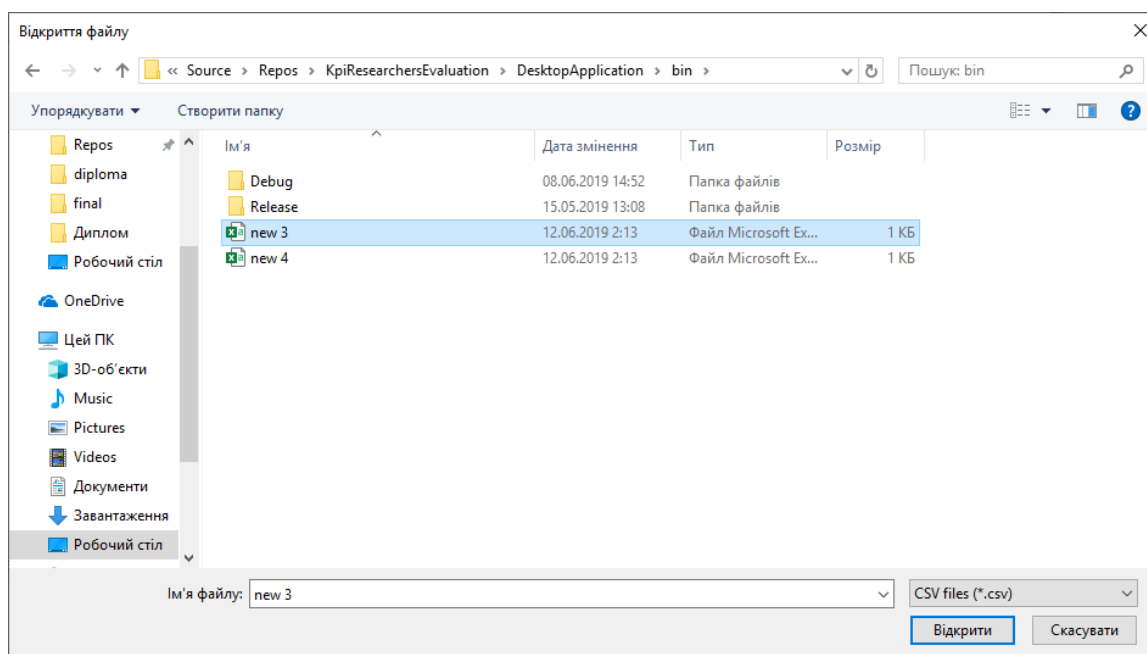 Відкриття файлу
« Source › Repos › KpiResearchersEvaluation › DesktopApplication › bin ›
Пошук: bin
Упорядкувати
Створити папку
Repos
diploma
final
Диплом
Робочий стіл
OneDrive
Цей ПК
3D-об'єкти
Music
Pictures
Videos
Документи
Завантаження
Робочий стіл
Ім'я Дата змінення Тип Розмір
Debug 08.06.2019 14:52 Папка файлів
Release 15.05.2019 13:08 Папка файлів
new 3 12.06.2019 2:13 Файл Microsoft Ex... 1 КБ
new 4 12.06.2019 2:13 Файл Microsoft Ex... 1 КБ
Ім'я файлу: new 3
CSV files (*.csv)
Відкрити
Скасувати